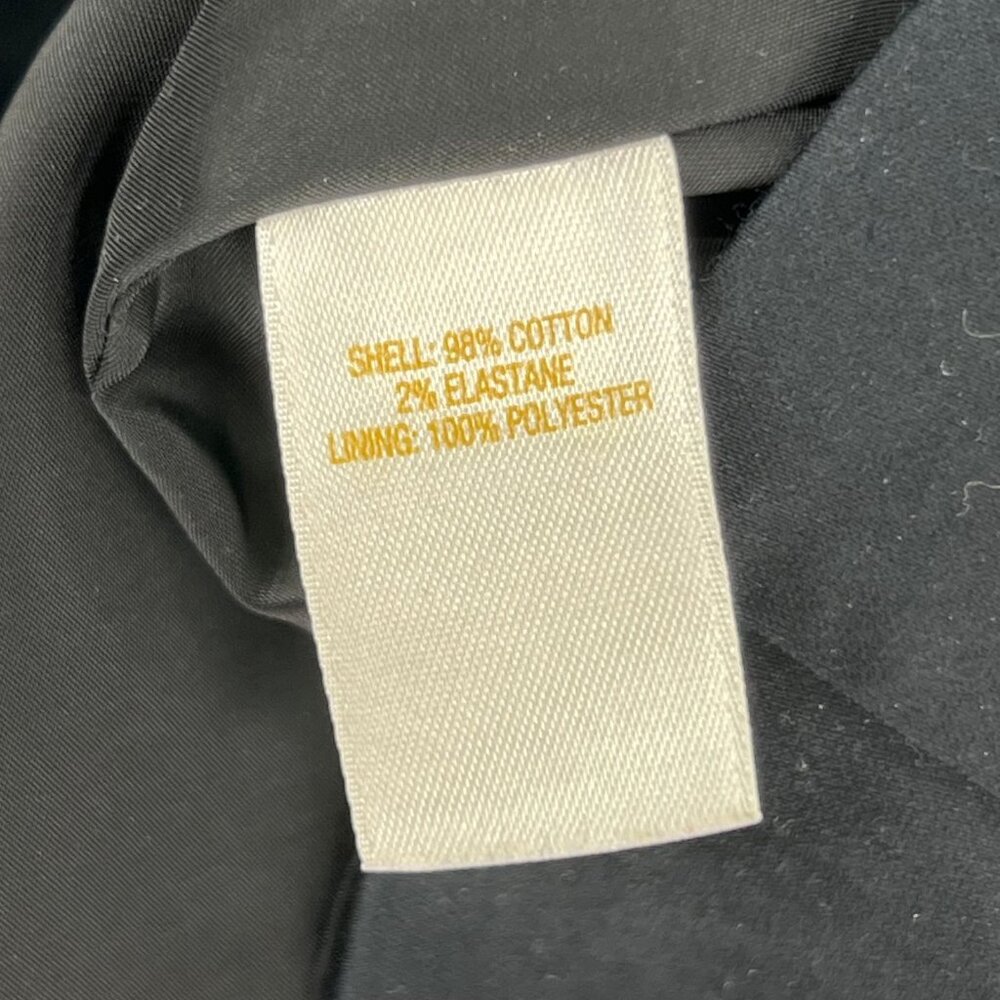 SHELL: 98% COTTON
2% ELASTANE
LINING: 100% POLYESTER